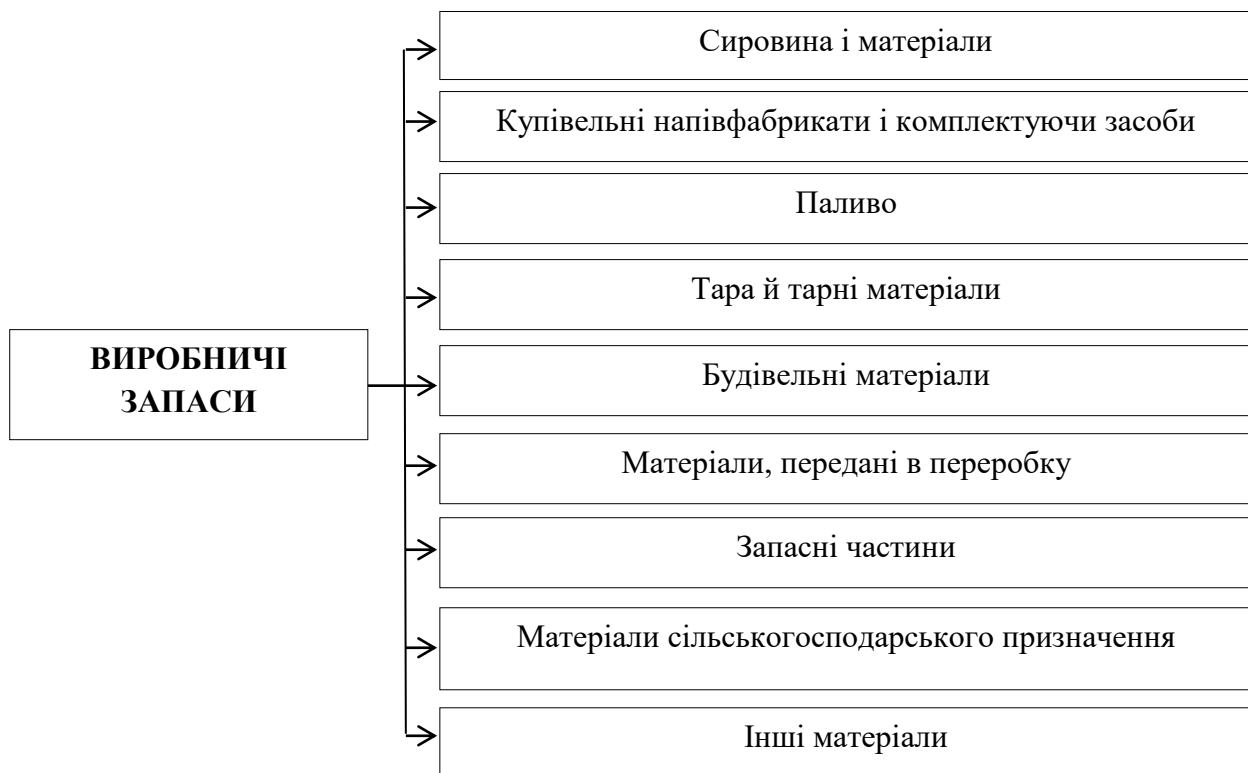 Сировина і матеріали
Купівельні напівфабрикати і комплектуючи засоби
Паливо
Тара й тарні матеріали
ВИРОБНИЧІ
ЗАПАСИ
Будівельні матеріали
Матеріали, передані в переробку
Запасні частини
Матеріали сільськогосподарського призначення
Інші матеріали